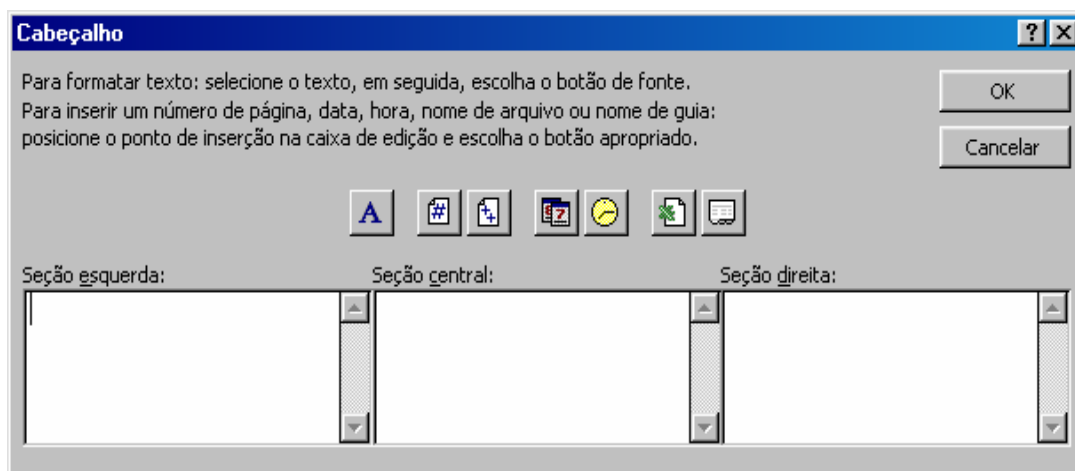 Cabeçalho
Para formatar texto: selecione o texto, em seguida, escolha o botão de fonte.
Para inserir um número de página, data, hora, nome de arquivo ou nome de guia:
posicione o ponto de inserção na caixa de edição e escolha o botão apropriado.
OK
Cancelar
A
Seção esquerda: Seção central: Seção direita: